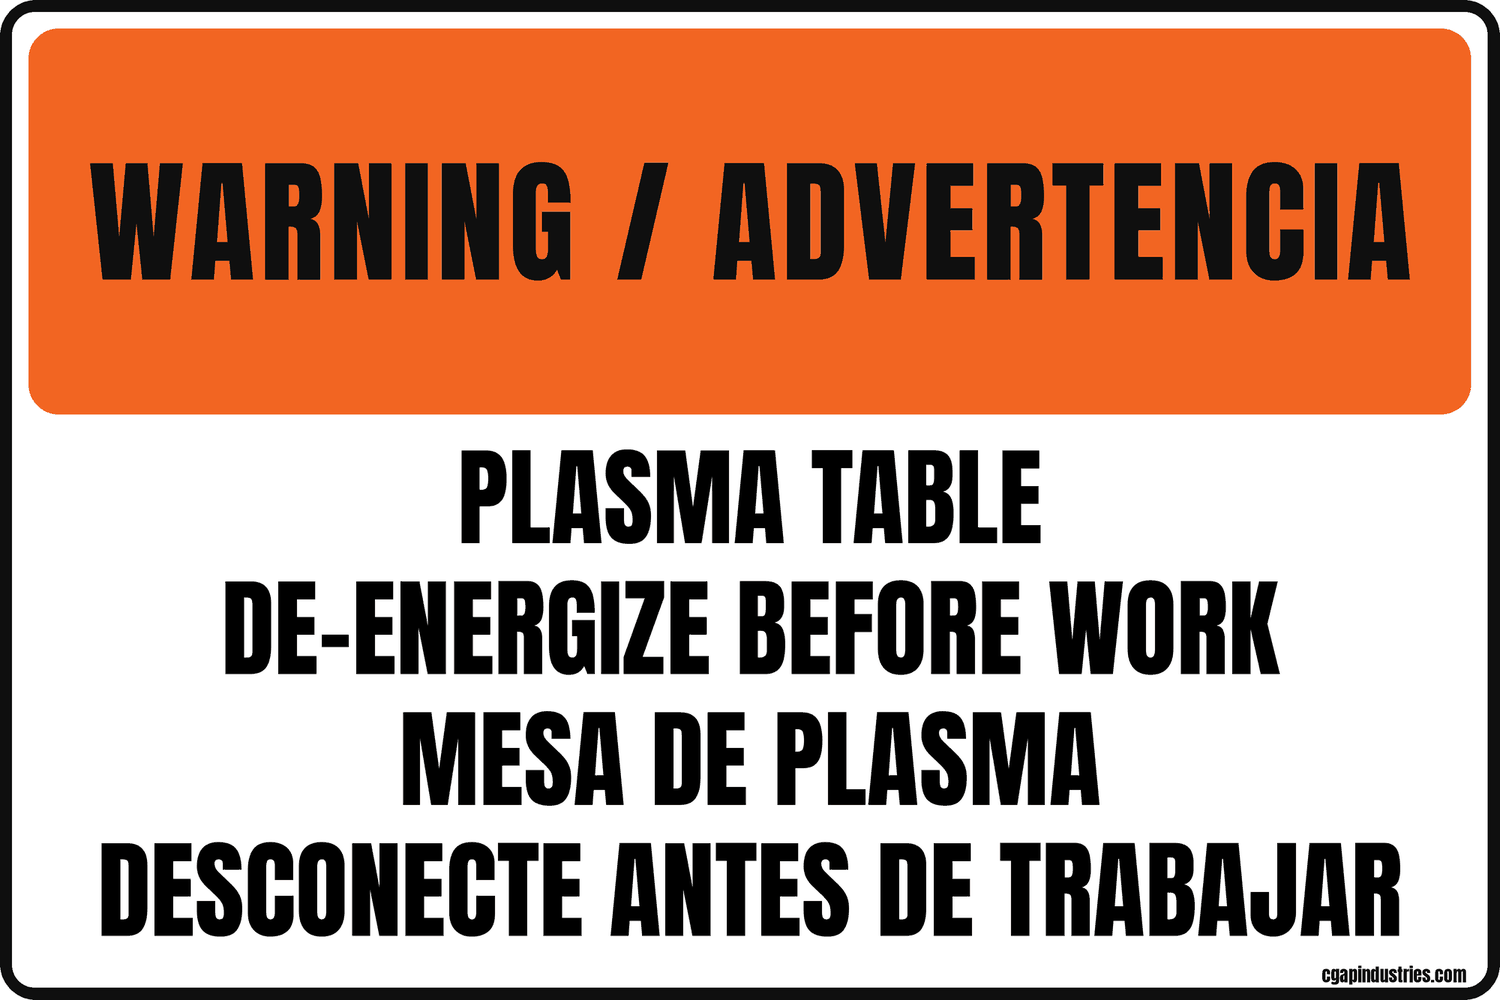 WARNING / ADVERTENCIA
PLASMA TABLE
DE-ENERGIZE BEFORE WORK
MESA DE PLASMA
DESCONECTE ANTES DE TRABAJAR
cgapindustries.com